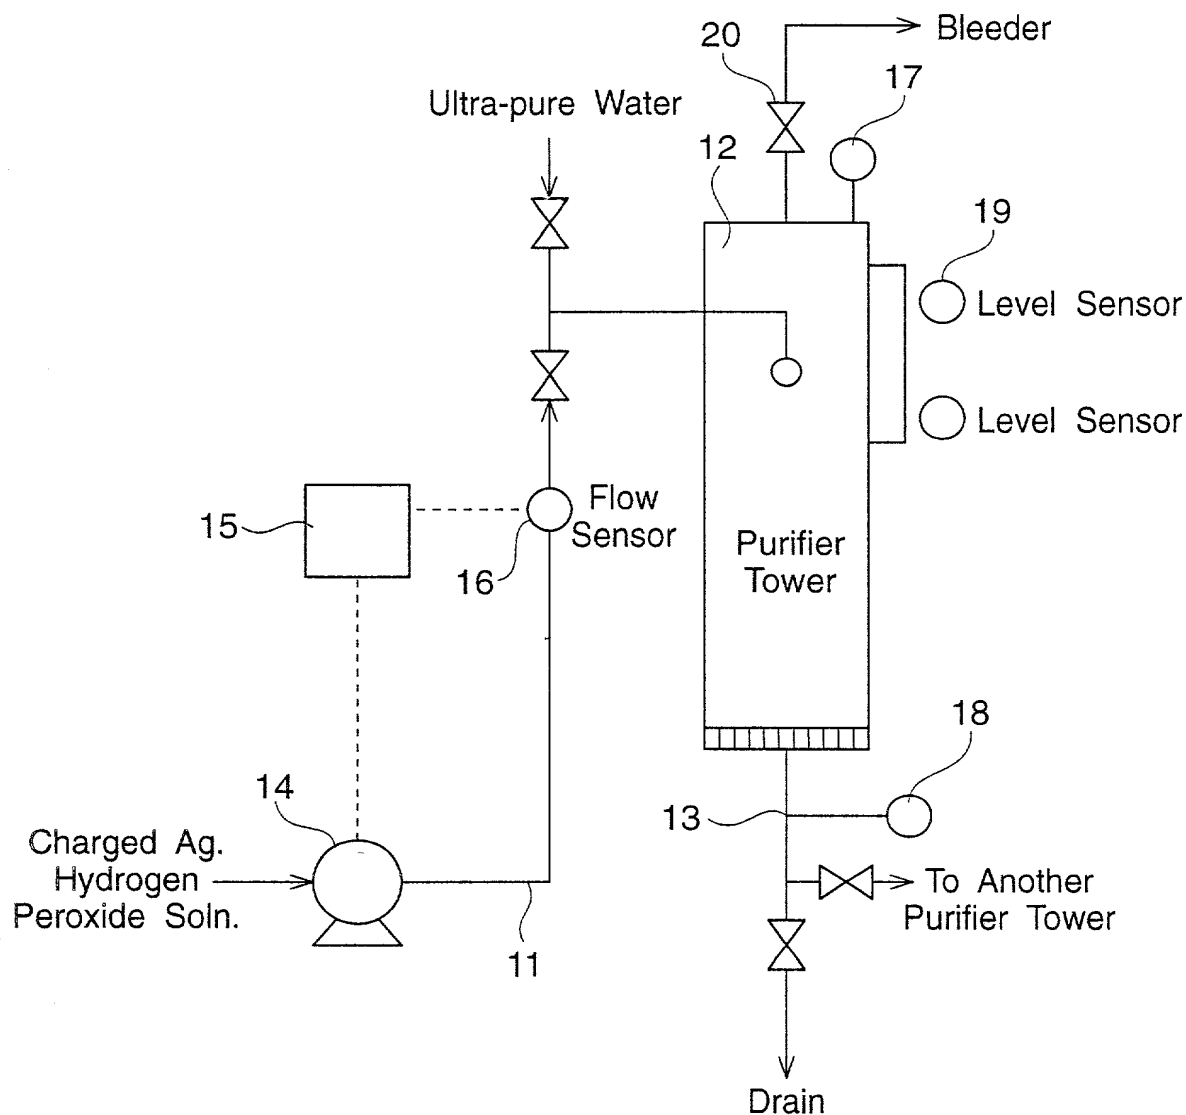 20
Bleeder
17
Ultra-pure Water
12
19
Level Sensor
Level Sensor
15
Flow
Sensor
16
Purifier
Tower
18
14
13
Charged Ag.
Hydrogen
Peroxide Soln.
To Another
Purifier Tower
11
Drain